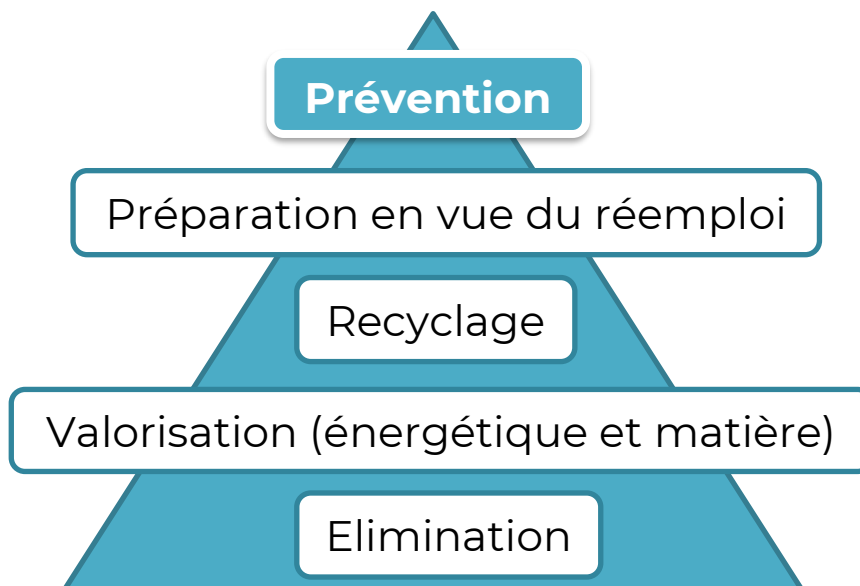 Prévention
Préparation en vue du réemploi
Recyclage
Valorisation (énergétique et matière)
Elimination